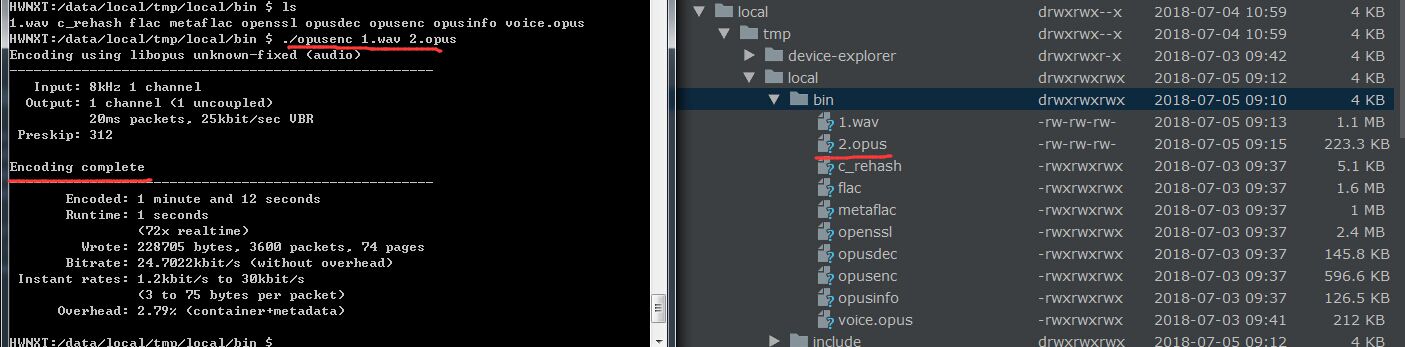 HWNXT:/data/local/tmp/local/bin $ ls
1.wav c_rehash flac metaflac openssl opusdec opusenc opusinfo voice.opus
HWNXT:/data/local/tmp/local/bin $ ./opusenc 1.wav 2.opus
Encoding using libopus unknown-fixed (audio)
-----------------------------------------------------
Input: 8kHz 1 channel
Output: 1 channel (1 uncoupled)
20ms packets, 25kbit/sec VBR
Preskip: 312
Encoding complete
-----------------------------------------------------
Encoded: 1 minute and 12 seconds
Runtime: 1 seconds
(72x realtime)
Wrote: 228705 bytes, 3600 packets, 74 pages
Bitrate: 24.7022kbit/s (without overhead)
Instant rates: 1.2kbit/s to 30kbit/s
(3 to 75 bytes per packet)
Overhead: 2.79% (container+metadata)
HWNXT:/data/local/tmp/local/bin $
local drwxrwx--x 2018-07-04 10:59 4 KB
tmp drwxrwx--x 2018-07-04 10:59 4 KB
device-explorer drwxrwxr-x 2018-07-03 09:42 4 KB
local drwxrwxrwx 2018-07-05 09:12 4 KB
bin drwxrwxrwx 2018-07-05 09:10 4 KB
1.wav -rw-rw-rw- 2018-07-05 09:13 1.1 MB
2.opus -rw-rw-rw- 2018-07-05 09:15 223.3 KB
c_rehash -rwxrwxrwx 2018-07-03 09:37 5.1 KB
flac -rwxrwxrwx 2018-07-03 09:37 1.6 MB
metaflac -rwxrwxrwx 2018-07-03 09:37 1 MB
openssl -rwxrwxrwx 2018-07-03 09:37 2.4 MB
opusdec -rwxrwxrwx 2018-07-03 09:37 145.8 KB
opusenc -rwxrwxrwx 2018-07-03 09:37 596.6 KB
opusinfo -rwxrwxrwx 2018-07-03 09:37 126.5 KB
voice.opus -rwxrwxrwx 2018-07-03 09:41 212 KB
include drwxrwxrwx 2018-07-05 09:12 4 KB